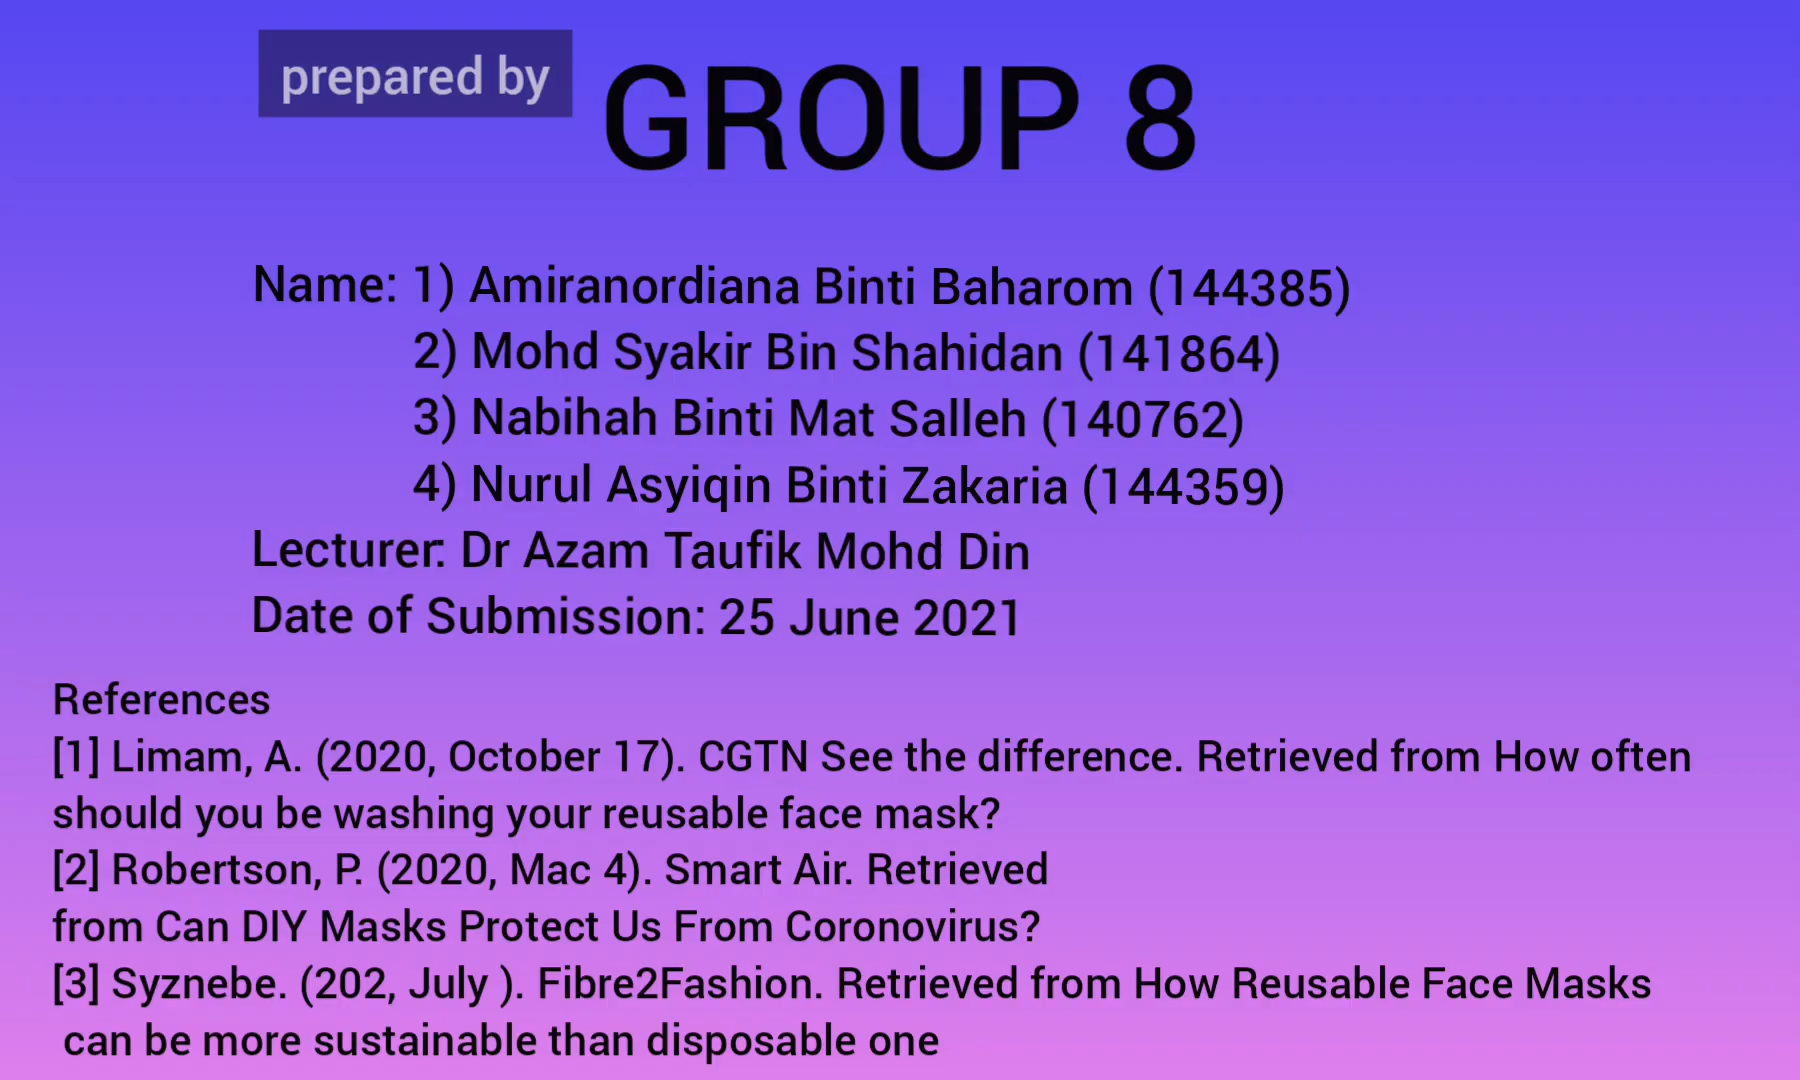 prepared by
GROUP 8
Name: 1) Amiranordiana Binti Baharom (144385)
2) Mohd Syakir Bin Shahidan (141864)
3) Nabihah Binti Mat Salleh (140762)
4) Nurul Asyiqin Binti Zakaria (144359)
Lecturer: Dr Azam Taufik Mohd Din
Date of Submission: 25 June 2021
References
[1] Limam, A. (2020, October 17). CGTN See the difference. Retrieved from How often
should you be washing your reusable face mask?
[2] Robertson, P. (2020, Mac 4). Smart Air. Retrieved
from Can DIY Masks Protect Us From Coronovirus?
[3] Syznebe. (202, July ). Fibre2Fashion. Retrieved from How Reusable Face Masks
can be more sustainable than disposable one